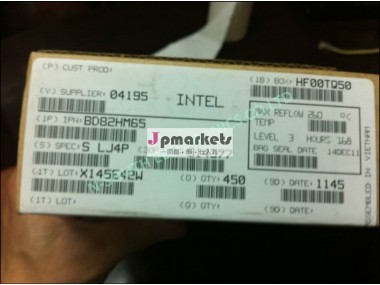 (P) CUST PROD:
(1B) BOX: HF00TQ50
(V) SUPPLIER: 04195
INTEL
MAX REFLOW 260 °C
TEMP
LEVEL 3 HOURS 168
BAG SEAL DATE 14DEC11
(1P) IPN: BD82HM65
Jpmarkets
(S) SPEC: S LJ4P
(1T) LOT: X145E42W
(Q) QTY: 450
(9D) DATE: 1145
(1T) LOT:
(Q) QTY:
(9D) DATE:
ASSEMBLED IN VIETNAM